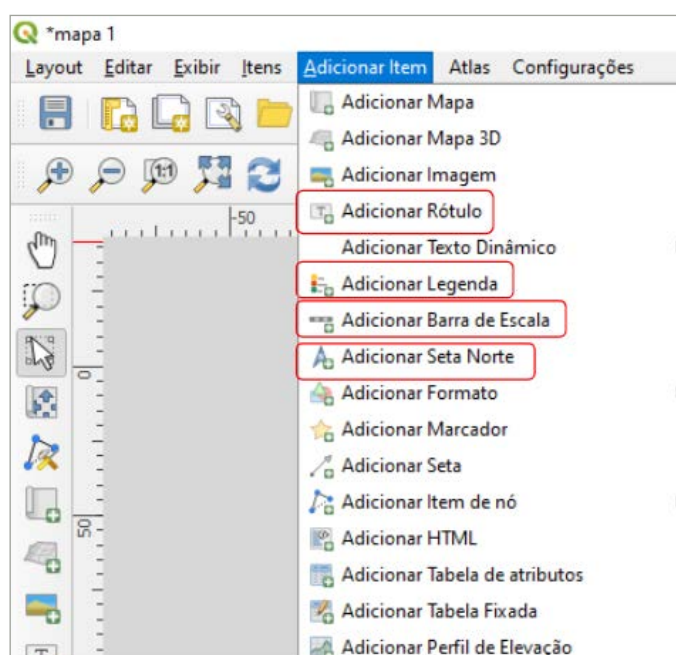 *mapa 1
Layout Editar Exibir Itens Adicionar Item Atlas Configurações
Adicionar Mapa
Adicionar Mapa 3D
Adicionar Imagem
Adicionar Rótulo
Adicionar Texto Dinâmico
Adicionar Legenda
Adicionar Barra de Escala
Adicionar Seta Norte
Adicionar Formato
Adicionar Marcador
Adicionar Seta
Adicionar Item de nó
Adicionar HTML
Adicionar Tabela de atributos
Adicionar Tabela Fixada
Adicionar Perfil de Elevação
1:1
-50
0
50